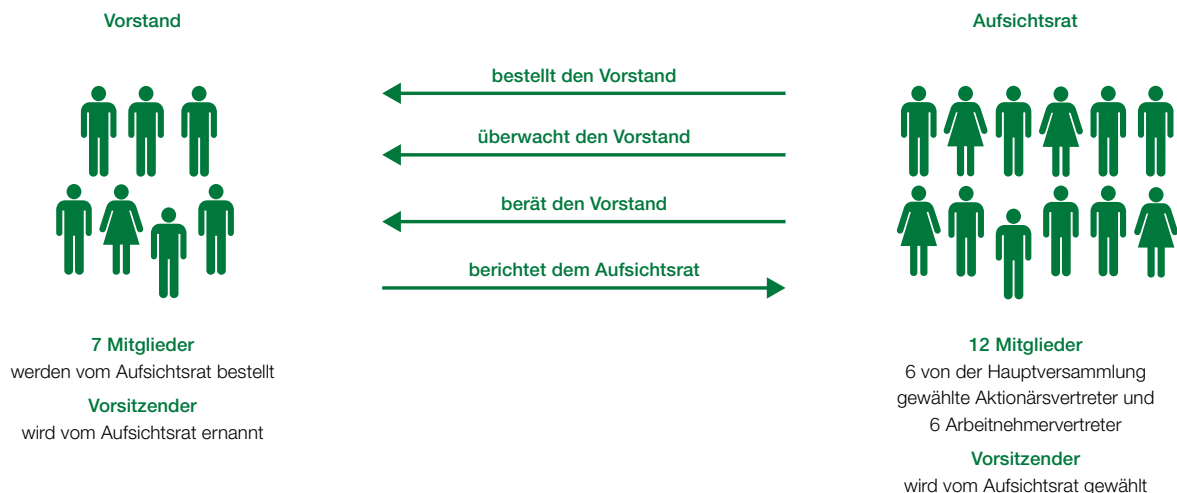 Vorstand
Aufsichtsrat
bestellt den Vorstand
überwacht den Vorstand
berät den Vorstand
berichtet dem Aufsichtsrat
7 Mitglieder
werden vom Aufsichtsrat bestellt
Vorsitzender
wird vom Aufsichtsrat ernannt
12 Mitglieder
6 von der Hauptversammlung
gewählte Aktionärsvertreter und
6 Arbeitnehmervertreter
Vorsitzender
wird vom Aufsichtsrat gewählt